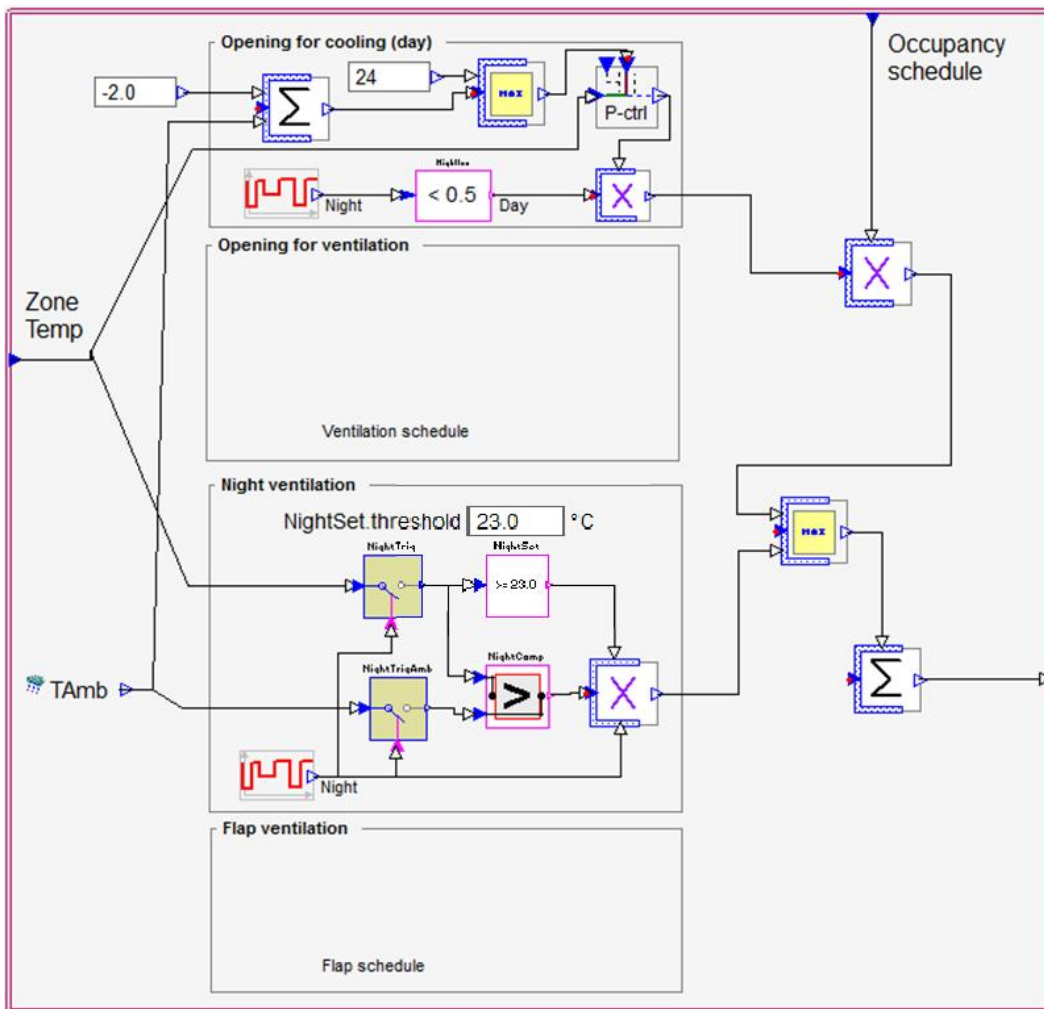 Opening for cooling (day)
Occupancy
schedule
-2.0
24
Σ
MAX
P-ctrl
Night
< 0.5
Day
X
Opening for ventilation
X
Zone
Temp
Ventilation schedule
Night ventilation
NightSet.threshold 23.0 °C
NightTrig
NightSet
>= 23.0
MAX
NightTrigAmb
NightComp
TAmb
>
X
Σ
Night
Flap ventilation
Flap schedule